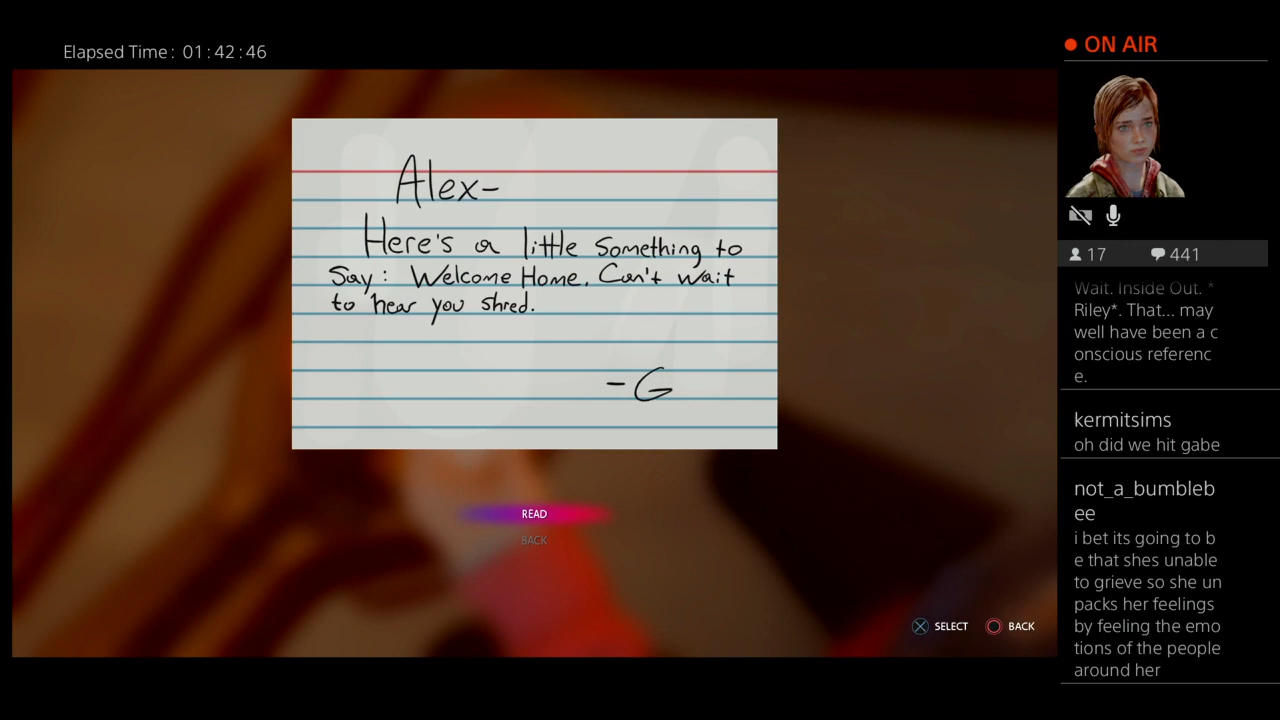 Elapsed Time: 01:42:46
ON AIR
Alex-
Here's a little something to
Say: Welcome Home. Can't wait
to hear you shred.
-G
READ
BACK
SELECT
BACK
17
441
Wait. Inside Out. *
Riley*. That... may
well have been a c
onscious referenc
e.
kermitsims
oh did we hit gabe
not_a_bumbleb
ee
i bet its going to b
e that shes unable
to grieve so she un
packs her feelings
by feeling the emo
tions of the people
around her